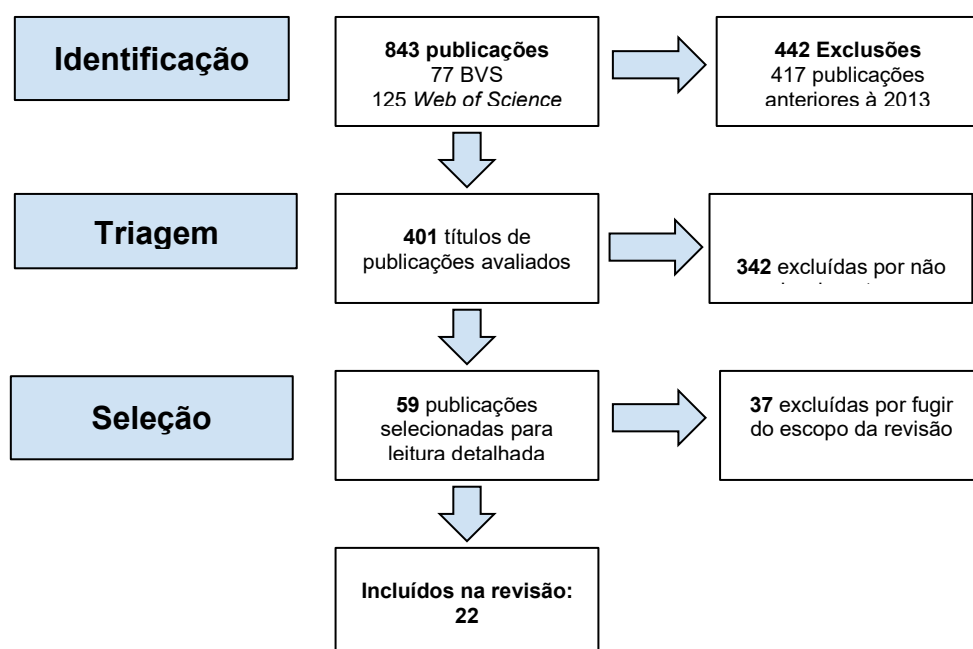 Identificação
843 publicações
77 BVS
125 Web of Science
442 Exclusões
417 publicações
anteriores à 2013
Triagem
401 títulos de
publicações avaliados
342 excluídas por não
Seleção
59 publicações
selecionadas para
leitura detalhada
37 excluídas por fugir
do escopo da revisão
Incluídos na revisão:
22